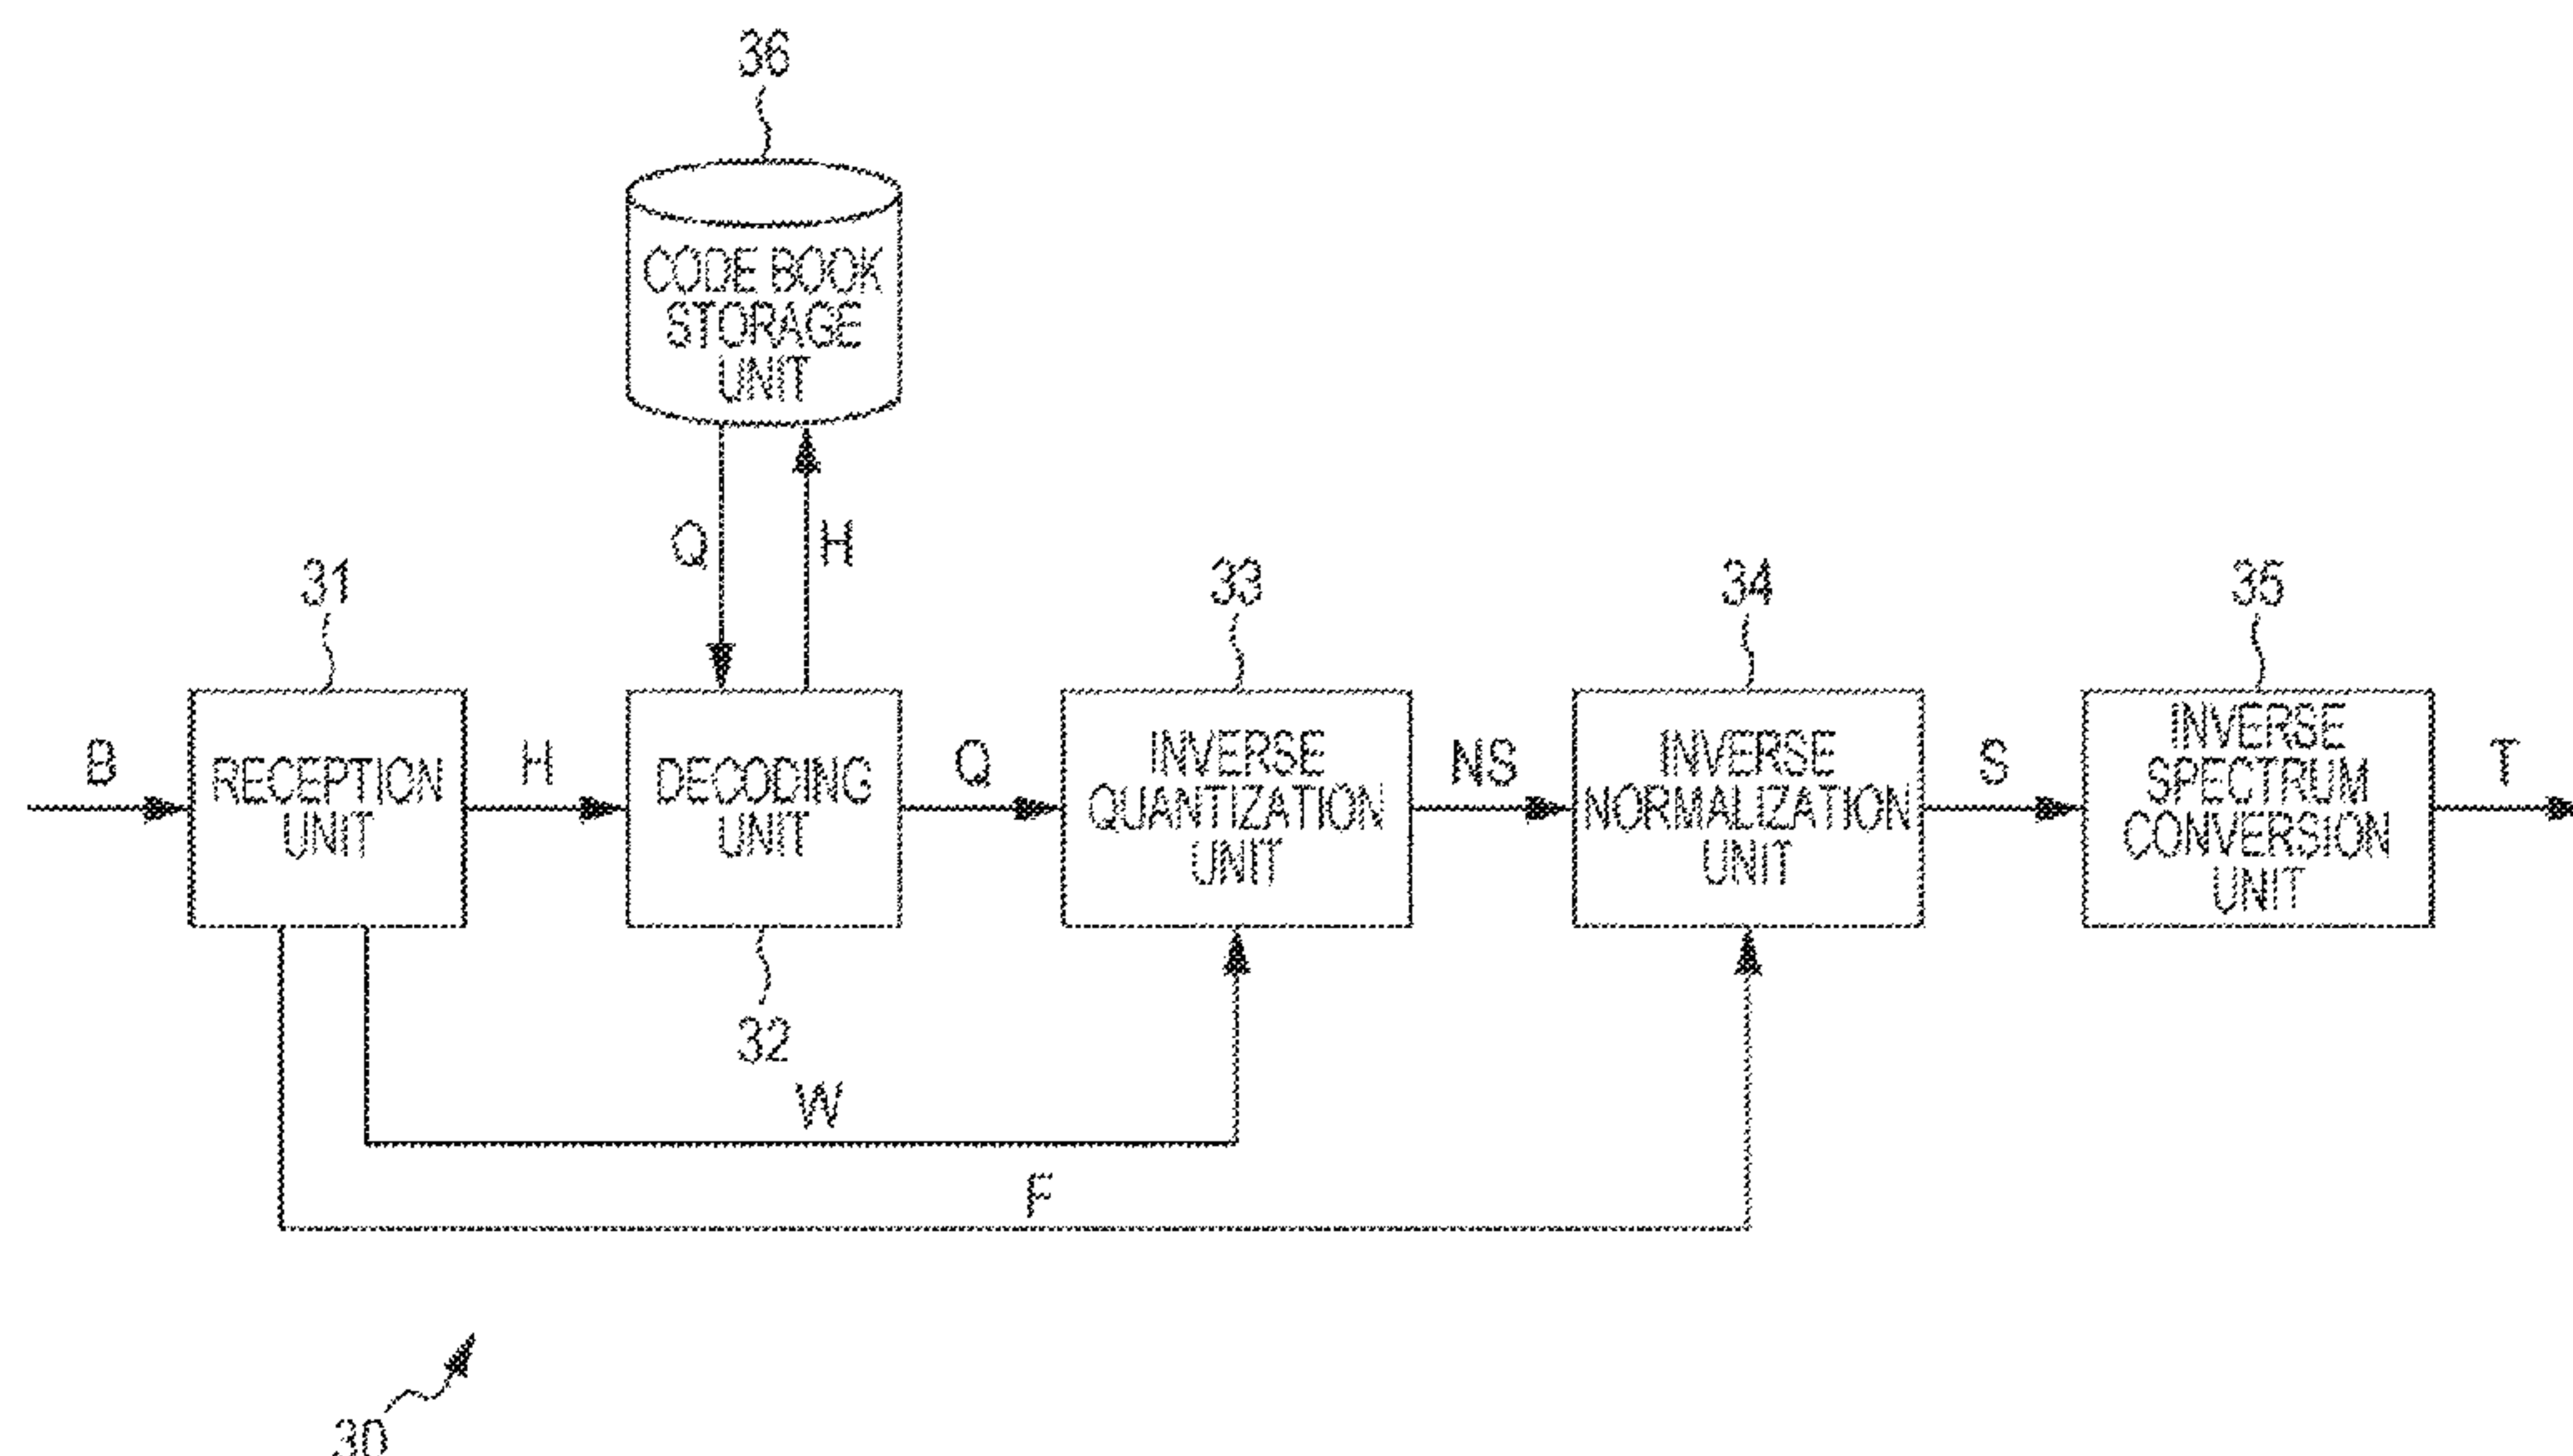 36
CODE BOOK
STORAGE
UNIT
Q
H
31
33
34
35
B
RECEPTION
UNIT
H
DECODING
UNIT
Q
INVERSE
QUANTIZATION
UNIT
NS
INVERSE
NORMALIZATION
UNIT
S
INVERSE
SPECTRUM
CONVERSION
UNIT
T
32
W
F
30